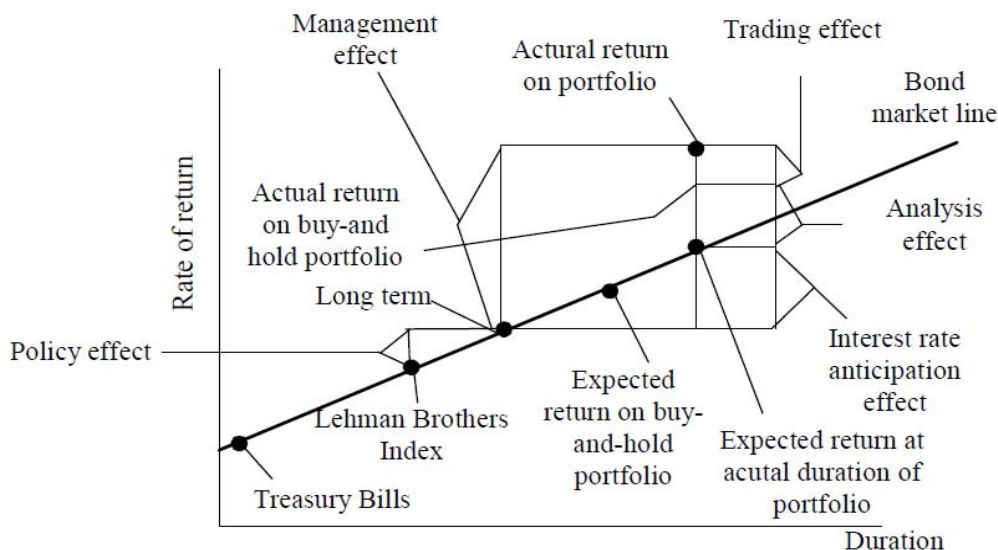 Management
effect
Actural return
on portfolio
Trading effect
Bond
market line
Rate of return
Actual return
on buy-and
hold portfolio
Analysis
effect
Long term
Policy effect
Interest rate
anticipation
effect
Lehman Brothers
Index
Expected
return on buy-
and-hold
portfolio
Expected return at
acutal duration of
portfolio
Treasury Bills
Duration